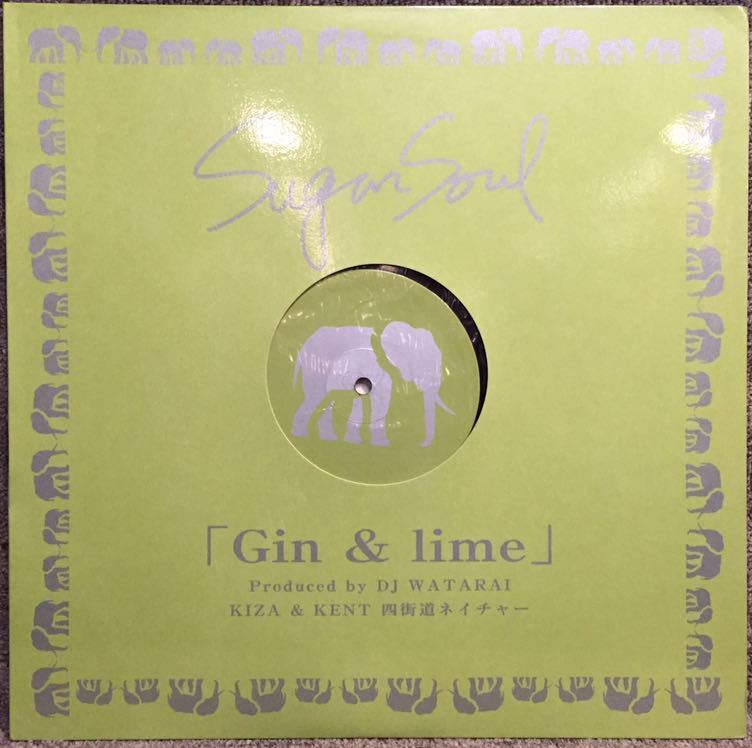 Sugar Soul
「Gin & lime」
Produced by DJ WATARAI
KIZA & KENT 四街道ネイチャー